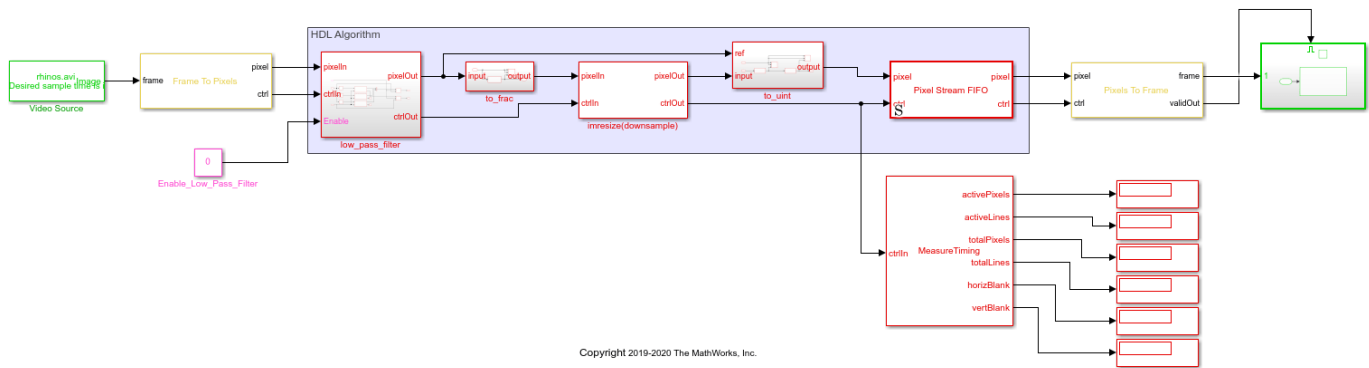 HDL Algorithm
rhinos.avi
Image
Desired sample time is
Video Source
frame
Frame To Pixels
pixel
ctrl
pixelIn
ctrlIn
Enable
pixelOut
ctrlOut
low_pass_filter
0
Enable_Low_Pass_Filter
input
output
to_frac
pixelIn
ctrlIn
pixelOut
ctrlOut
imresize(downsample)
ref
input
output
to_uint
pixel
ctrl
S
Pixel Stream FIFO
pixel
ctrl
pixel
ctrl
Pixels To Frame
frame
validOut
1
ctrlIn
MeasureTiming
activePixels
activeLines
totalPixels
totalLines
horizBlank
vertBlank
Copyright 2019-2020 The MathWorks, Inc.